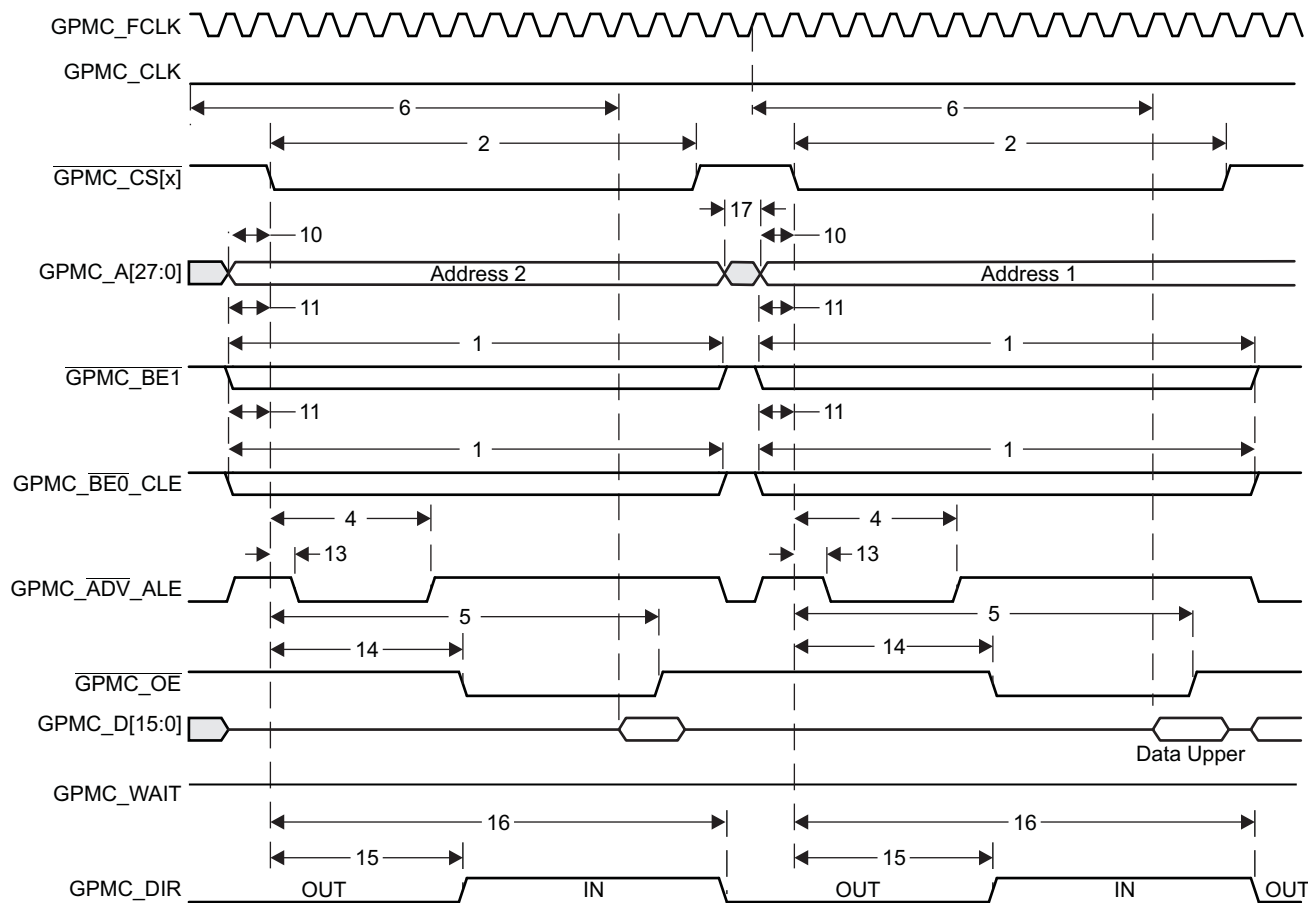 GPMC_FCLK
GPMC_CLK
6 6
2 2
GPMC_CS[x]
17
10 10
GPMC_A[27:0] Address 2 Address 1
11 11
1 1
GPMC_BE1
11 11
1 1
GPMC_BE0_CLE
4 4
13 13
GPMC_ADV_ALE
5 5
14 14
GPMC_OE
GPMC_D[15:0]
Data Upper
GPMC_WAIT
16 16
15 15
GPMC_DIR OUT IN OUT IN OUT